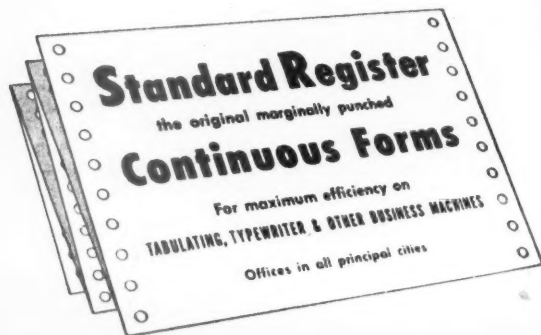 Standard Register
the original marginally punched
Continuous Forms
For maximum efficiency on
TABULATING, TYPEWRITER & OTHER BUSINESS MACHINES
Offices in all principal cities